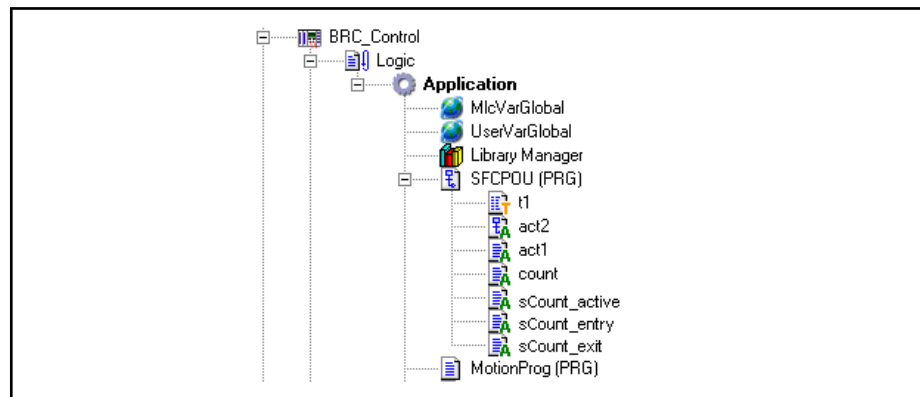 BRC_Control
Logic
Application
MlcVarGlobal
UserVarGlobal
Library Manager
SFCPOU (PRG)
t1
act2
act1
count
sCount_active
sCount_entry
sCount_exit
MotionProg (PRG)